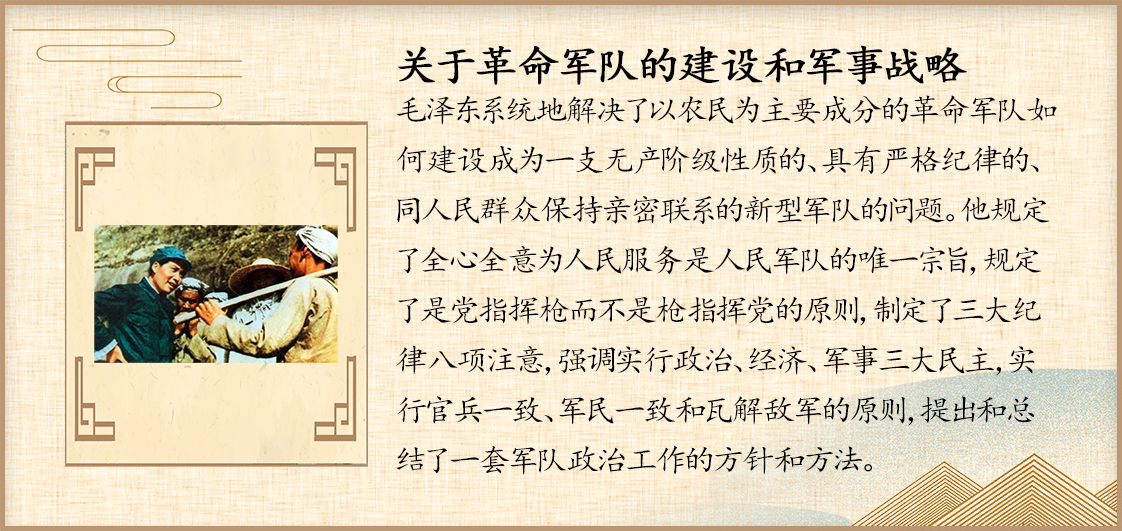 关于革命军队的建设和军事战略
毛泽东系统地解决了以农民为主要成分的革命军队如
何建设成为一支无产阶级性质的、具有严格纪律的、
同人民群众保持亲密联系的新型军队的问题。他规定
了全心全意为人民服务是人民军队的唯一宗旨,规定
了是党指挥枪而不是枪指挥党的原则,制定了三大纪
律八项注意,强调实行政治、经济、军事三大民主,实
行官兵一致、军民一致和瓦解敌军的原则,提出和总
结了一套军队政治工作的方针和方法。